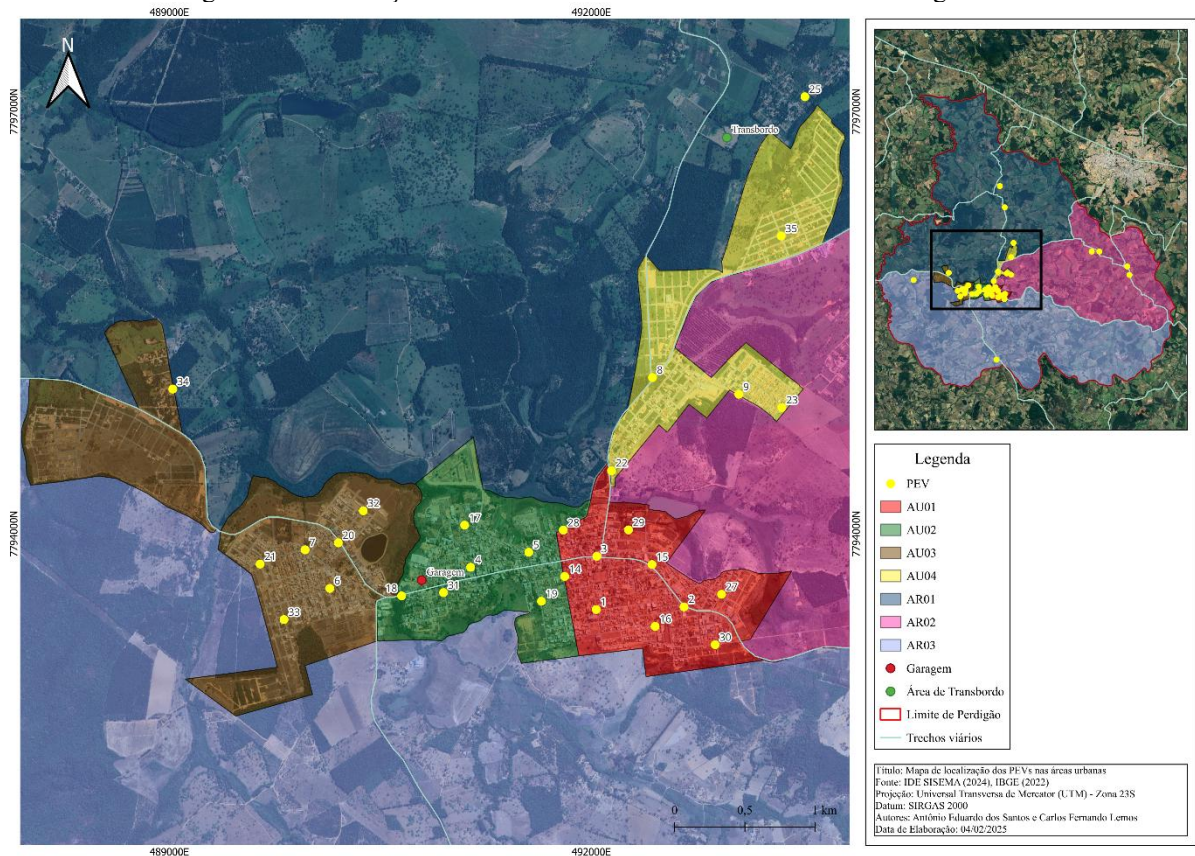 489000E
492000E
7797000N
7797000N
N
25
Transbordo
35
34
8
9
23
22
32
17
28
29
20
7
5
3
21
4
15
Garagem
14
6
18
31
19
27
33
1
2
16
30
7794000N
7794000N
0
0,5
1 km
489000E
492000E
Legenda
PEV
AU01
AU02
AU03
AU04
AR01
AR02
AR03
Garagem
Área de Transbordo
Limite de Perdigão
Trechos viários
Título: Mapa de localização dos PEVs nas áreas urbanas
Fonte: IDE SISEMA (2024), IBGE (2022)
Projeção: Universal Transversa de Mercator (UTM) - Zona 23S
Datum: SIRGAS 2000
Autores: Antônio Eduardo dos Santos e Carlos Fernando Lemos
Data de Elaboração: 04/02/2025